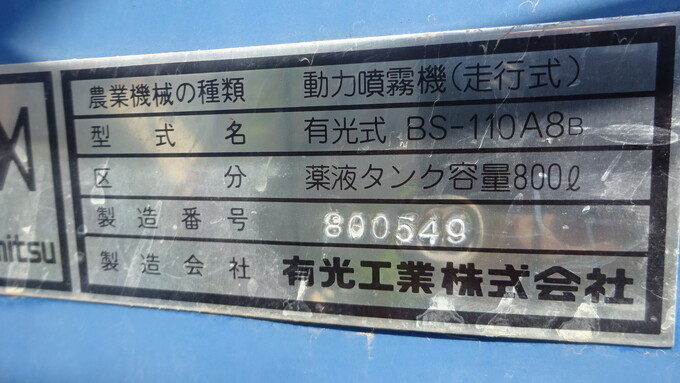 農業機械の種類 動力噴霧機(走行式)
型式名 有光式 BS-110A8B
区分 薬液タンク容量800ℓ
製造番号 800549
製造会社 有光工業株式会社
mitsu